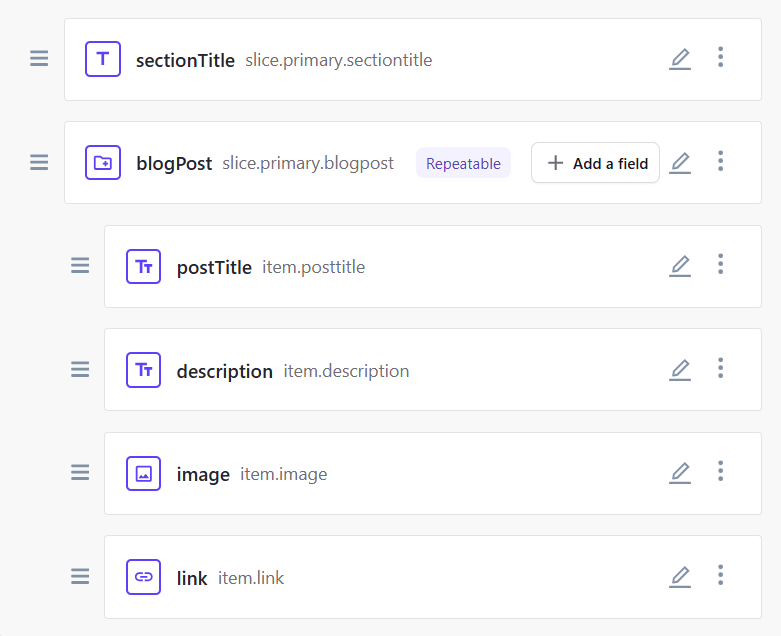 sectionTitle slice.primary.sectiontitle
blogPost slice.primary.blogpost Repeatable Add a field
postTitle item.posttitle
description item.description
image item.image
link item.link